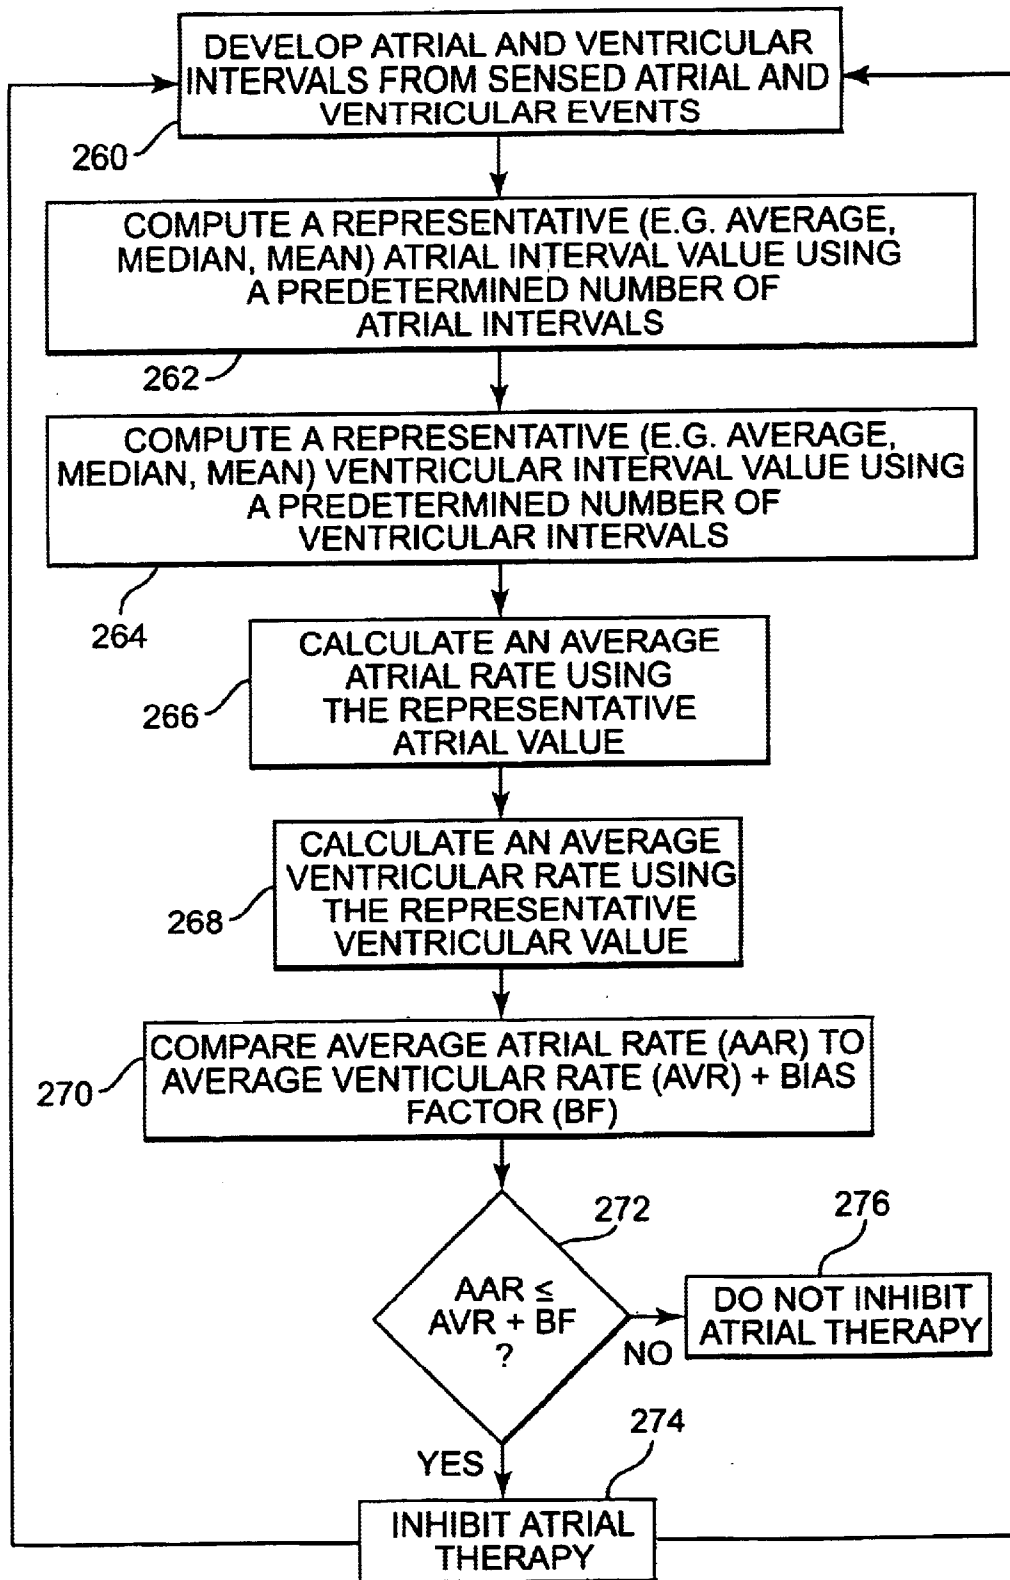 DEVELOP ATRIAL AND VENTRICULAR
INTERVALS FROM SENSED ATRIAL AND
VENTRICULAR EVENTS
260
COMPUTE A REPRESENTATIVE (E.G. AVERAGE,
MEDIAN, MEAN) ATRIAL INTERVAL VALUE USING
A PREDETERMINED NUMBER OF
ATRIAL INTERVALS
262
COMPUTE A REPRESENTATIVE (E.G. AVERAGE,
MEDIAN, MEAN) VENTRICULAR INTERVAL VALUE USING
A PREDETERMINED NUMBER OF
VENTRICULAR INTERVALS
264
CALCULATE AN AVERAGE
ATRIAL RATE USING
THE REPRESENTATIVE
ATRIAL VALUE
266
CALCULATE AN AVERAGE
VENTRICULAR RATE USING
THE REPRESENTATIVE
VENTRICULAR VALUE
268
COMPARE AVERAGE ATRIAL RATE (AAR) TO
AVERAGE VENTICULAR RATE (AVR) + BIAS
FACTOR (BF)
270
272
AAR ≤
AVR + BF
?
NO
276
DO NOT INHIBIT
ATRIAL THERAPY
YES
274
INHIBIT ATRIAL
THERAPY